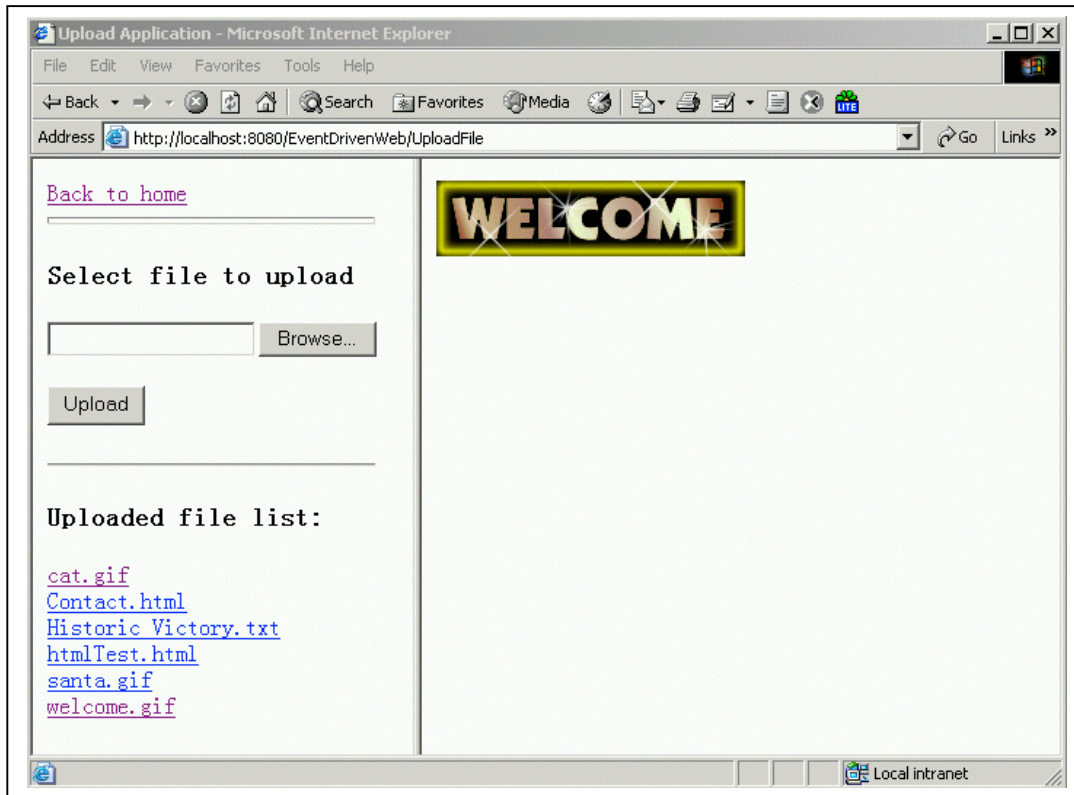 Upload Application - Microsoft Internet Explorer
File Edit View Favorites Tools Help
Back Search Favorites Media LITE
Address http://localhost:8080/EventDrivenWeb/UploadFile Go Links »
Back to home
Select file to upload
Browse...
Upload
Uploaded file list:
cat.gif
Contact.html
Historic Victory.txt
htmlTest.html
santa.gif
welcome.gif
WELCOME
Local intranet